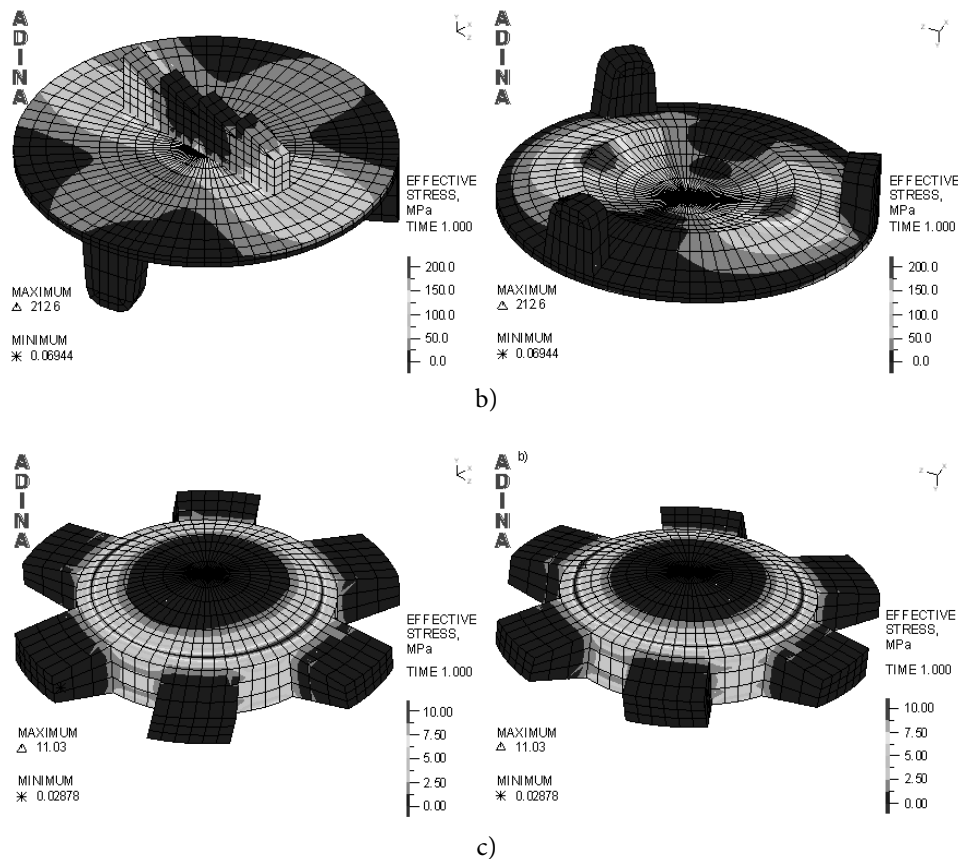 ADINA
Y
X
Z
EFFECTIVE
STRESS,
MPa
TIME 1.000
200.0
150.0
100.0
50.0
0.0
MAXIMUM
△ 212.6
MINIMUM
✳ 0.06944
ADINA
Z
X
Y
EFFECTIVE
STRESS,
MPa
TIME 1.000
200.0
150.0
100.0
50.0
0.0
MAXIMUM
△ 212.6
MINIMUM
✳ 0.06944
b)
ADINA
Y
X
Z
EFFECTIVE
STRESS,
MPa
TIME 1.000
10.00
7.50
5.00
2.50
0.00
MAXIMUM
△ 11.03
MINIMUM
✳ 0.02878
ADINA
b)
Z
X
Y
EFFECTIVE
STRESS,
MPa
TIME 1.000
10.00
7.50
5.00
2.50
0.00
MAXIMUM
△ 11.03
MINIMUM
✳ 0.02878
c)